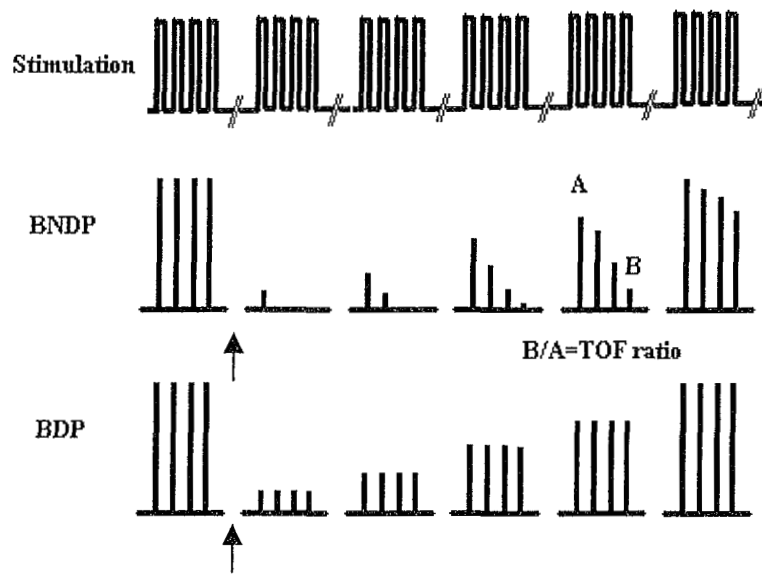 Stimulation
BNDP
A
B
B/A=TOF ratio
BDP